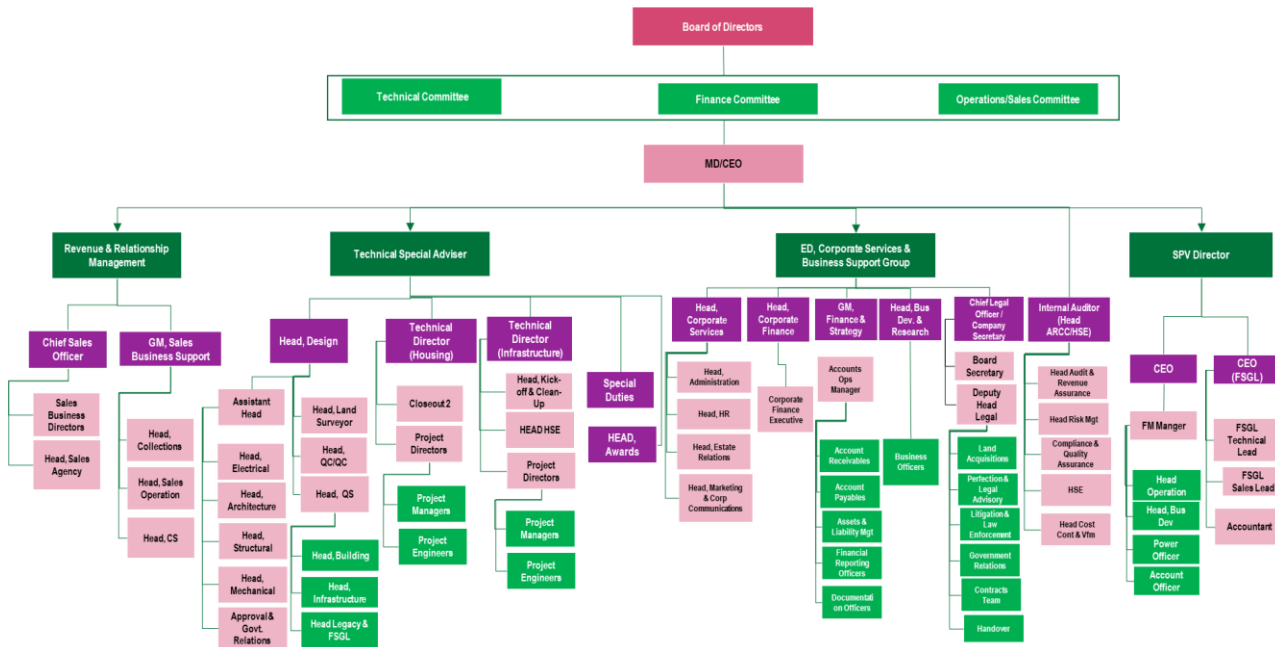 Board of Directors
Technical Committee
Finance Committee
Operations/Sales Committee
MD/CEO
Revenue & Relationship
Management
Technical Special Adviser
ED, Corporate Services &
Business Support Group
SPV Director
Chief Sales
Officer
GM, Sales
Business Support
Head, Design
Technical
Director
(Housing)
Technical
Director
(Infrastructure)
Special
Duties
HEAD,
Awards
Head,
Corporate
Services
Head,
Corporate
Finance
GM,
Finance &
Strategy
Head, Bus
Dev. &
Research
Chief Legal
Officer /
Company
Secretary
Internal Auditor
(Head
ARCC/HSE)
CEO
CEO
(FSGL)
Sales
Business
Directors
Head, Sales
Agency
Head,
Collections
Head, Sales
Operation
Head, CS
Assistant
Head
Head,
Electrical
Head,
Architecture
Head,
Structural
Head,
Mechanical
Approval &
Govt.
Relations
Head, Land
Surveyor
Head,
QC/QC
Head, QS
Head, Building
Head,
Infrastructure
Head Legacy &
FSGL
Closeout 2
Project
Directors
Project
Managers
Project
Engineers
Head, Kick-
off & Clean-
Up
HEAD HSE
Project
Directors
Project
Managers
Project
Engineers
Head,
Administration
Head, HR
Head, Estate
Relations
Head, Marketing
& Corp
Communications
Corporate
Finance
Executive
Accounts
Ops
Manager
Account
Receivables
Account
Payables
Assets &
Liability Mgt
Financial
Reporting
Officers
Documentati
on Officers
Business
Officers
Board
Secretary
Deputy
Head
Legal
Land
Acquisitions
Perfection &
Legal
Advisory
Litigation &
Law
Enforcement
Government
Relations
Contracts
Team
Handover
Head Audit &
Revenue
Assurance
Head Risk Mgt
Compliance &
Quality
Assurance
HSE
Head Cost
Cont & Vfm
FM Manger
Head
Operation
Head, Bus
Dev
Power
Officer
Account
Officer
FSGL
Technical
Lead
FSGL
Sales Lead
Accountant